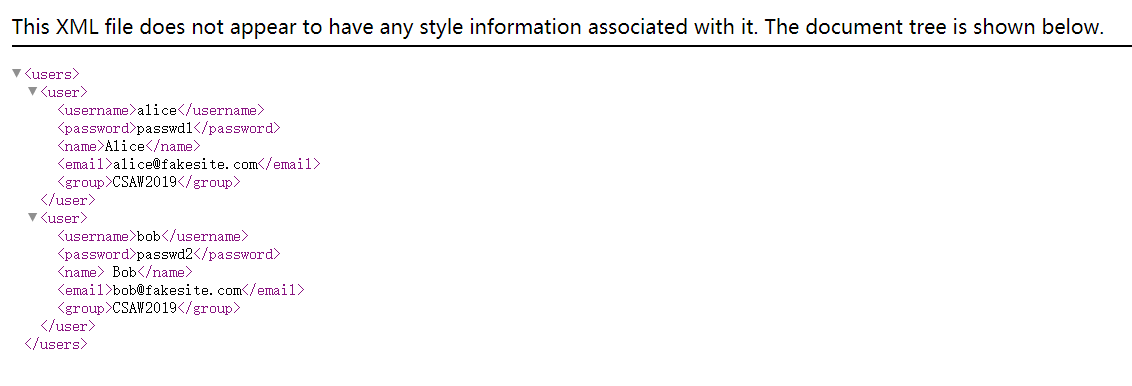 This XML file does not appear to have any style information associated with it. The document tree is shown below.
<users>
<user>
<username>alice</username>
<password>passwd1</password>
<name>Alice</name>
<email>alice@fakesite.com</email>
<group>CSAW2019</group>
</user>
<user>
<username>bob</username>
<password>passwd2</password>
<name> Bob</name>
<email>bob@fakesite.com</email>
<group>CSAW2019</group>
</user>
</users>